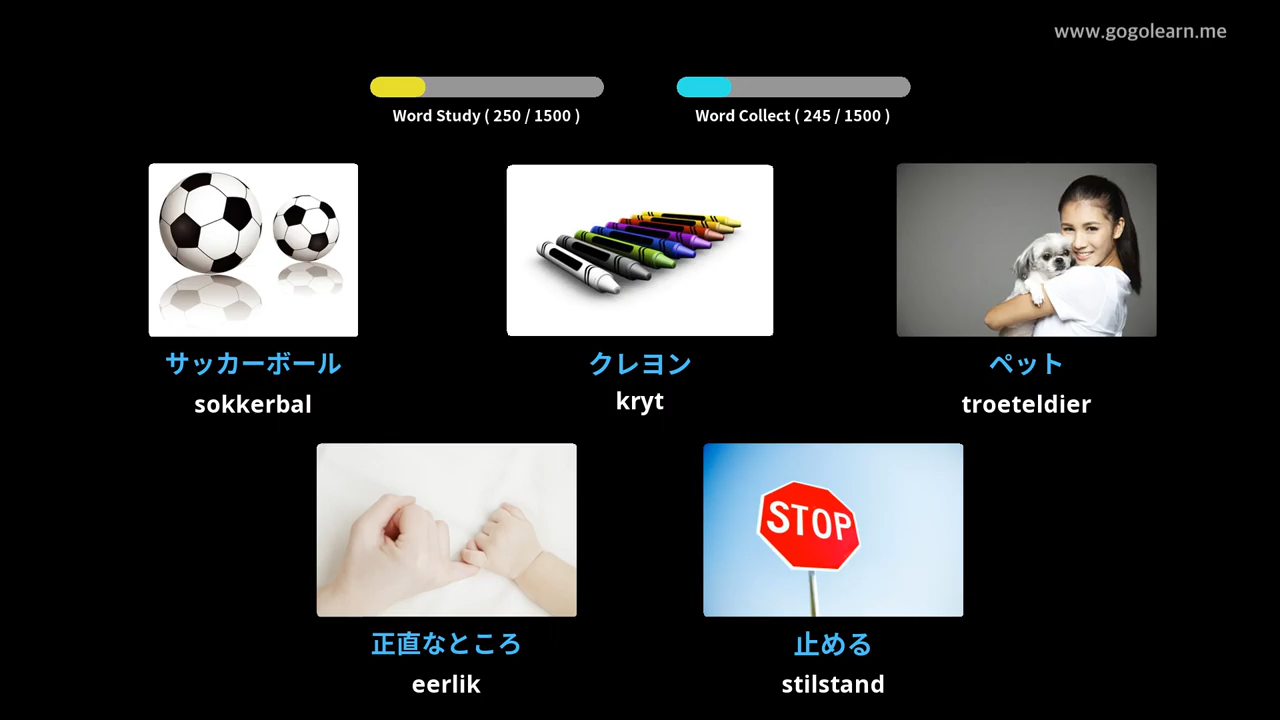 www.gogolearn.me
Word Study ( 250 / 1500 )
Word Collect ( 245 / 1500 )
サッカーボール
クレヨン
ペット
sokkerbal
kryt
troeteldier
STOP
正直なところ
止める
eerlik
stilstand